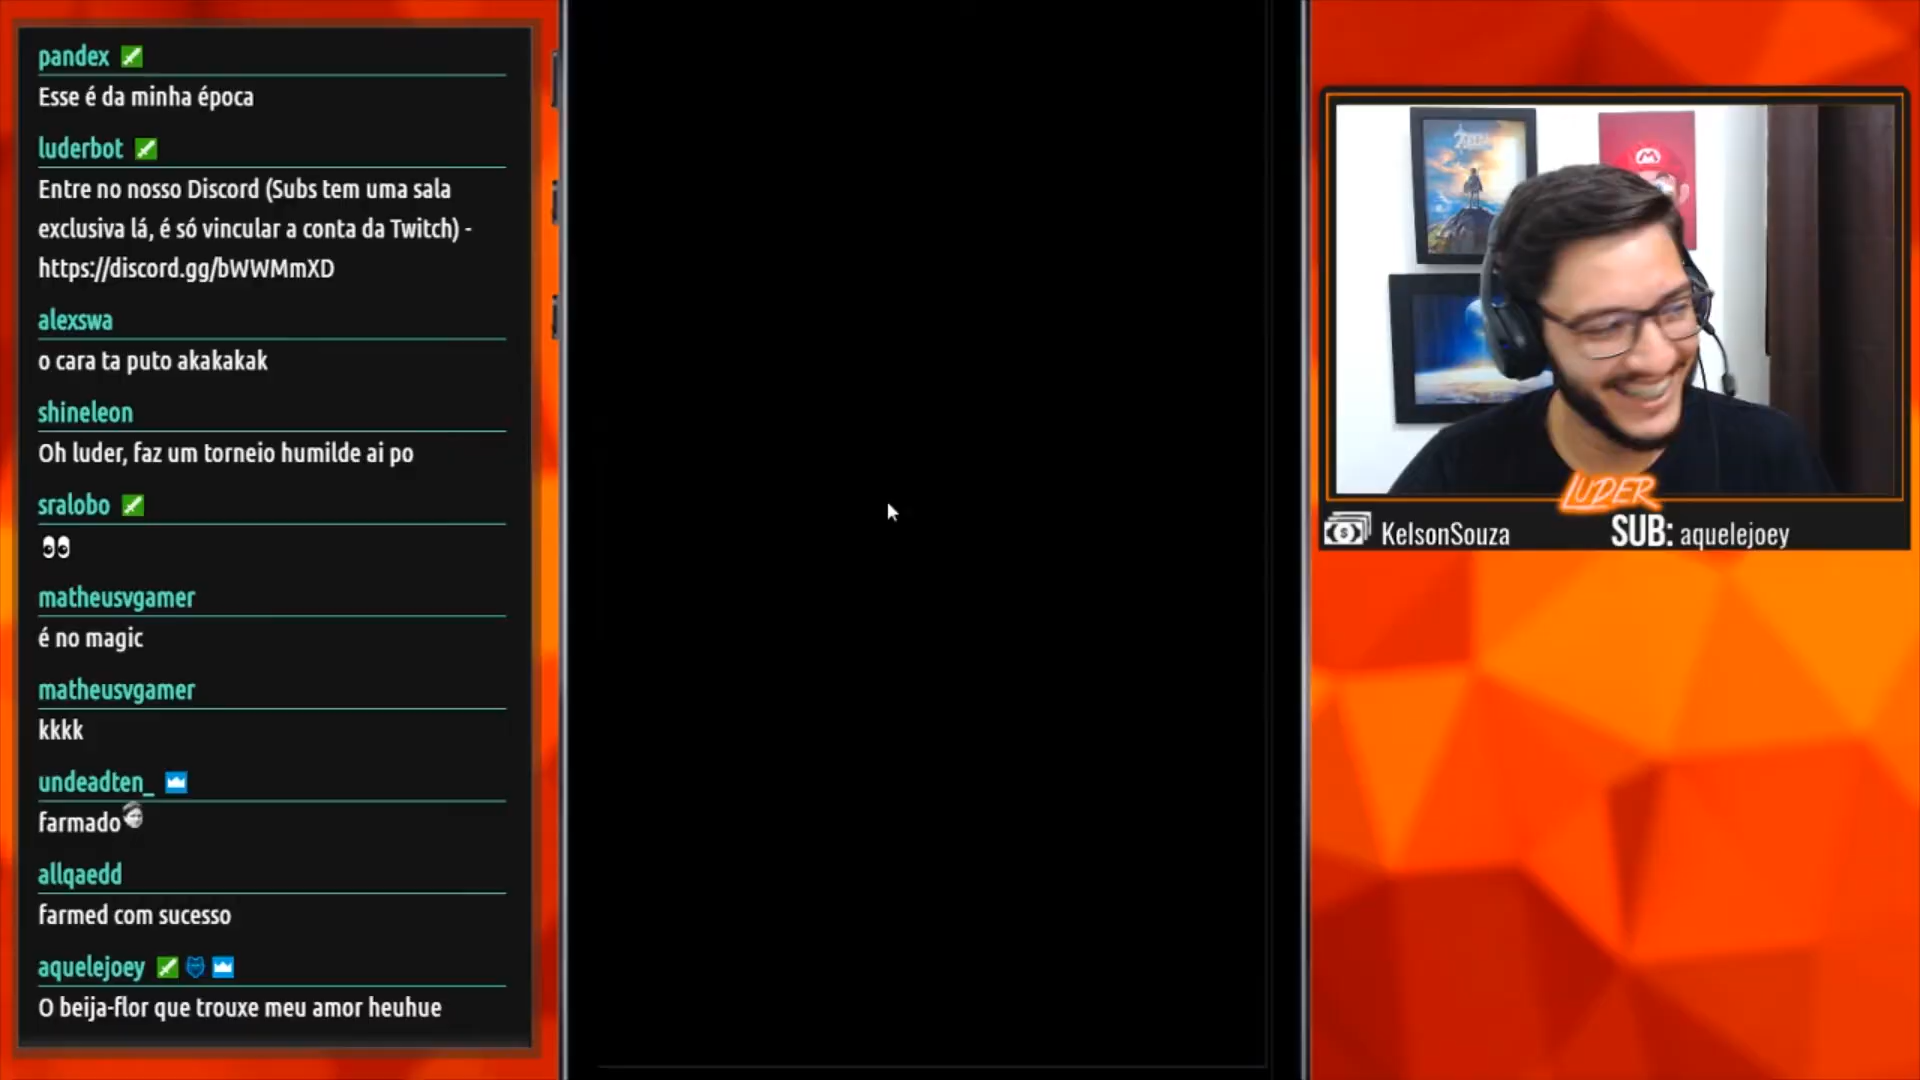 pandex
Esse é da minha época
luderbot
Entre no nosso Discord (Subs tem uma sala
exclusiva lá, é só vincular a conta da Twitch) -
https://discord.gg/bWWMmXD
alexswa
o cara ta puto akakakak
shineleon
Oh luder, faz um torneio humilde ai po
sralobo
matheusvgamer
é no magic
matheusvgamer
kkkk
undeadten_
farmado
allqaedd
farmed com sucesso
aquelejoey
O beija-flor que trouxe meu amor heuhue
ZELDA
M
LUDER
KelsonSouza
SUB: aquelejoey